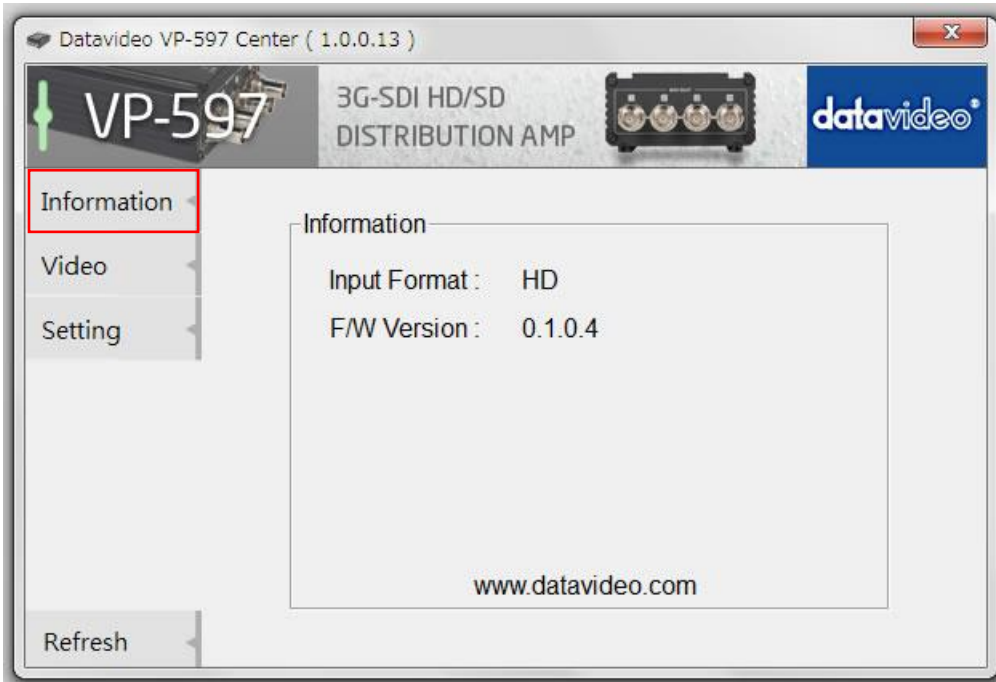 Datavideo VP-597 Center ( 1.0.0.13 )
VP-597
3G-SDI HD/SD
DISTRIBUTION AMP
datavideo®
Information
Video
Setting
Refresh
Information
Input Format : HD
F/W Version : 0.1.0.4
www.datavideo.com